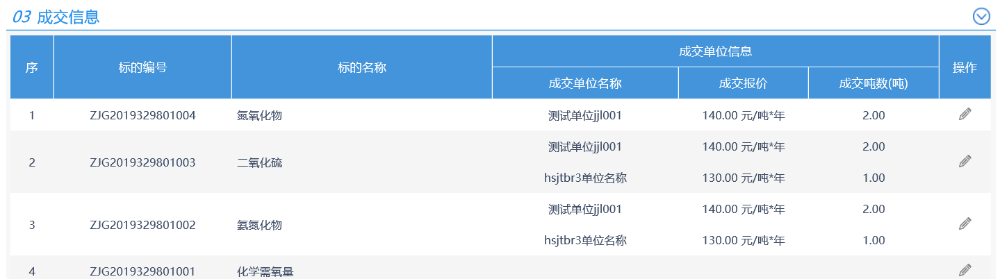 03 成交信息
序 标的编号 标的名称 成交单位信息 操作
成交单位名称 成交报价 成交吨数(吨)
1 ZJG2019329801004 氮氧化物 测试单位jjl001 140.00 元/吨*年 2.00
2 ZJG2019329801003 二氧化硫 测试单位jjl001 140.00 元/吨*年 2.00
hsjtbr3单位名称 130.00 元/吨*年 1.00
3 ZJG2019329801002 氨氮化物 测试单位jjl001 140.00 元/吨*年 2.00
hsjtbr3单位名称 130.00 元/吨*年 1.00
4 ZJG2019329801001 化学需氧量